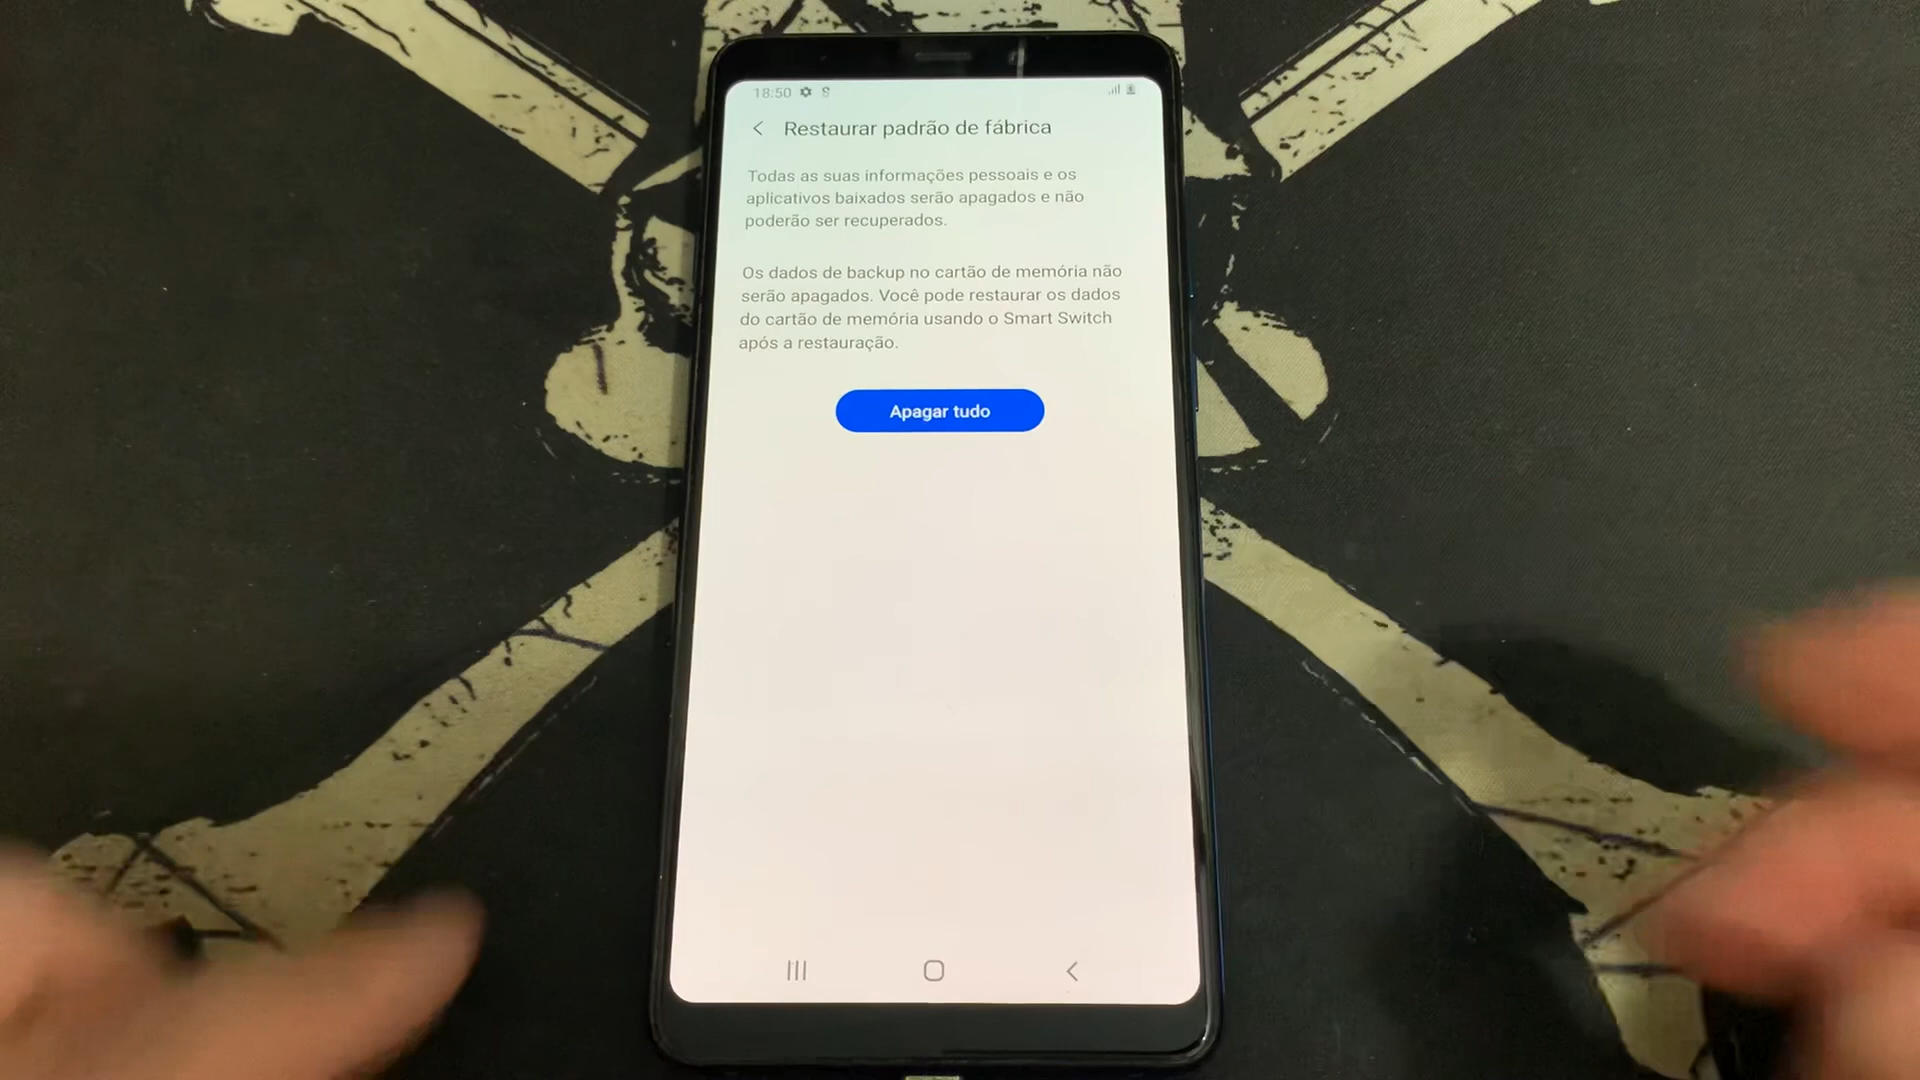 18:50
Restaurar padrão de fábrica
Todas as suas informações pessoais e os
aplicativos baixados serão apagados e não
poderão ser recuperados.
Os dados de backup no cartão de memória não
serão apagados. Você pode restaurar os dados
do cartão de memória usando o Smart Switch
após a restauração.
Apagar tudo